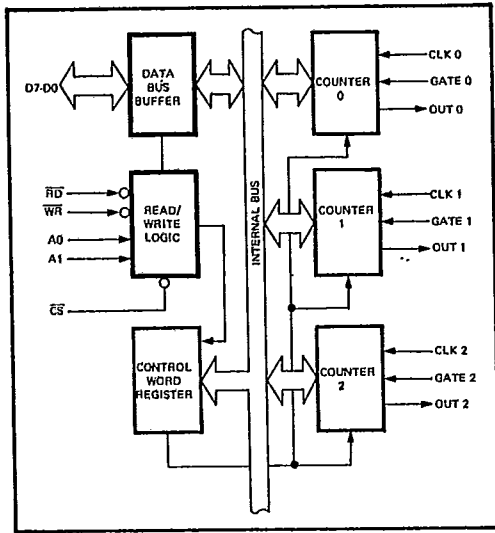 D7-D0
DATA
BUS
BUFFER
RD
WR
A0
A1
CS
READ/
WRITE
LOGIC
CONTROL
WORD
REGISTER
INTERNAL BUS
COUNTER
0
CLK 0
GATE 0
OUT 0
COUNTER
1
CLK 1
GATE 1
OUT 1
COUNTER
2
CLK 2
GATE 2
OUT 2